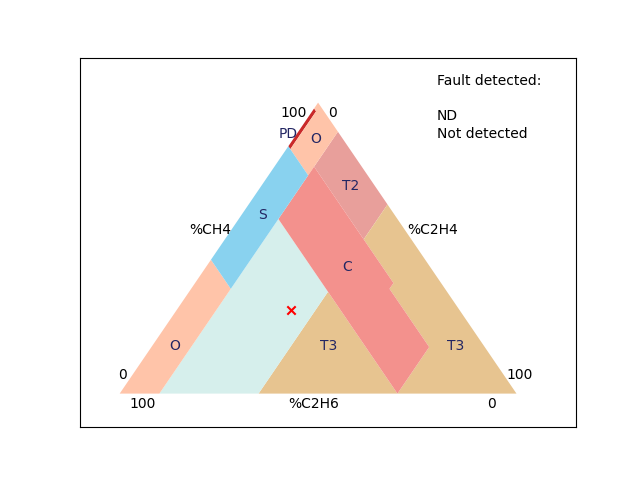 Fault detected:
100 0
ND
PD
O
Not detected
T2
S
%CH4
%C2H4
C
O
T3
T3
0
100
100
%C2H6
0